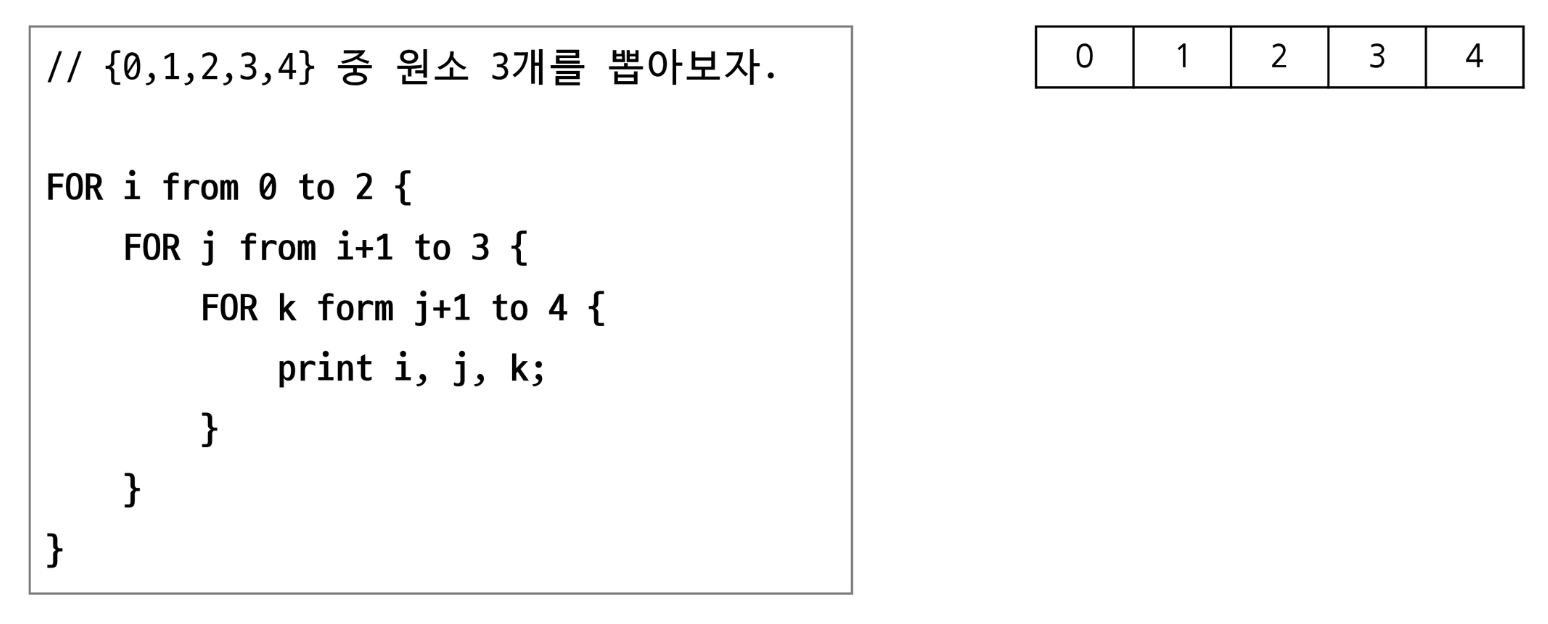 // {0,1,2,3,4} 중 원소 3개를 뽑아보자.
FOR i from 0 to 2 {
FOR j from i+1 to 3 {
FOR k form j+1 to 4 {
print i, j, k;
}
}
}
0 1 2 3 4